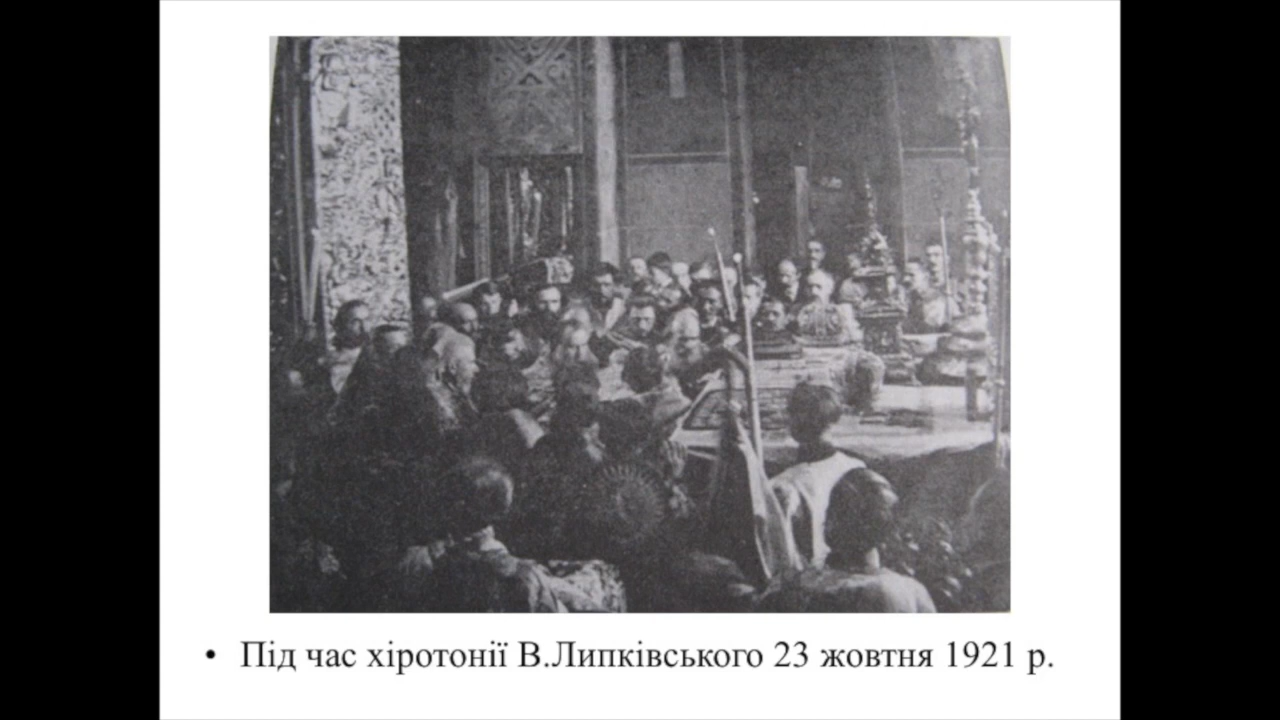 • Під час хіротонії В.Липківського 23 жовтня 1921 р.